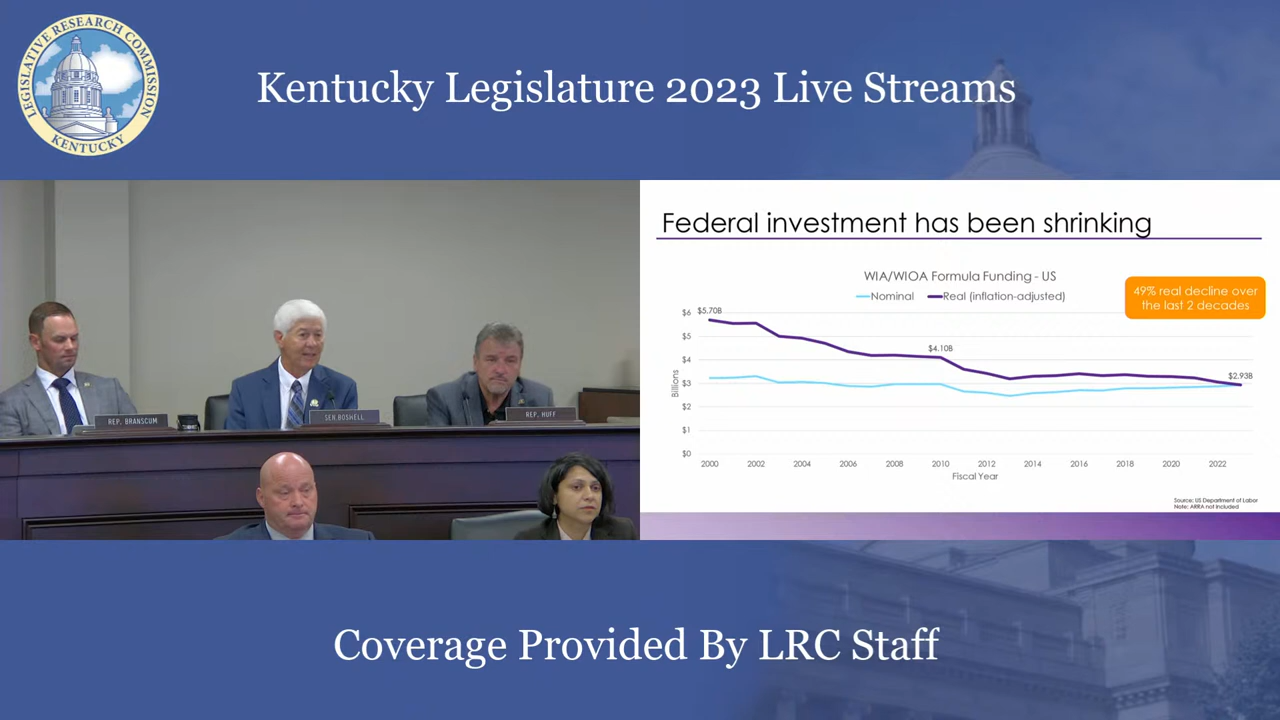 LEGISLATIVE RESEARCH COMMISSION
KENTUCKY
Kentucky Legislature 2023 Live Streams
REP. BRANSCUM
SEN. BOSWELL
REP. HUFF
Federal investment has been shrinking
WIA/WIOA Formula Funding - US
Nominal
Real (inflation-adjusted)
49% real decline over
the last 2 decades
$5.70B
$4.10B
$2.93B
Billions
$6
$5
$4
$3
$2
$1
$0
2000 2002 2004 2006 2008 2010 2012 2014 2016 2018 2020 2022
Fiscal Year
Source: US Department of Labor
Note: ARRA not included
Coverage Provided By LRC Staff